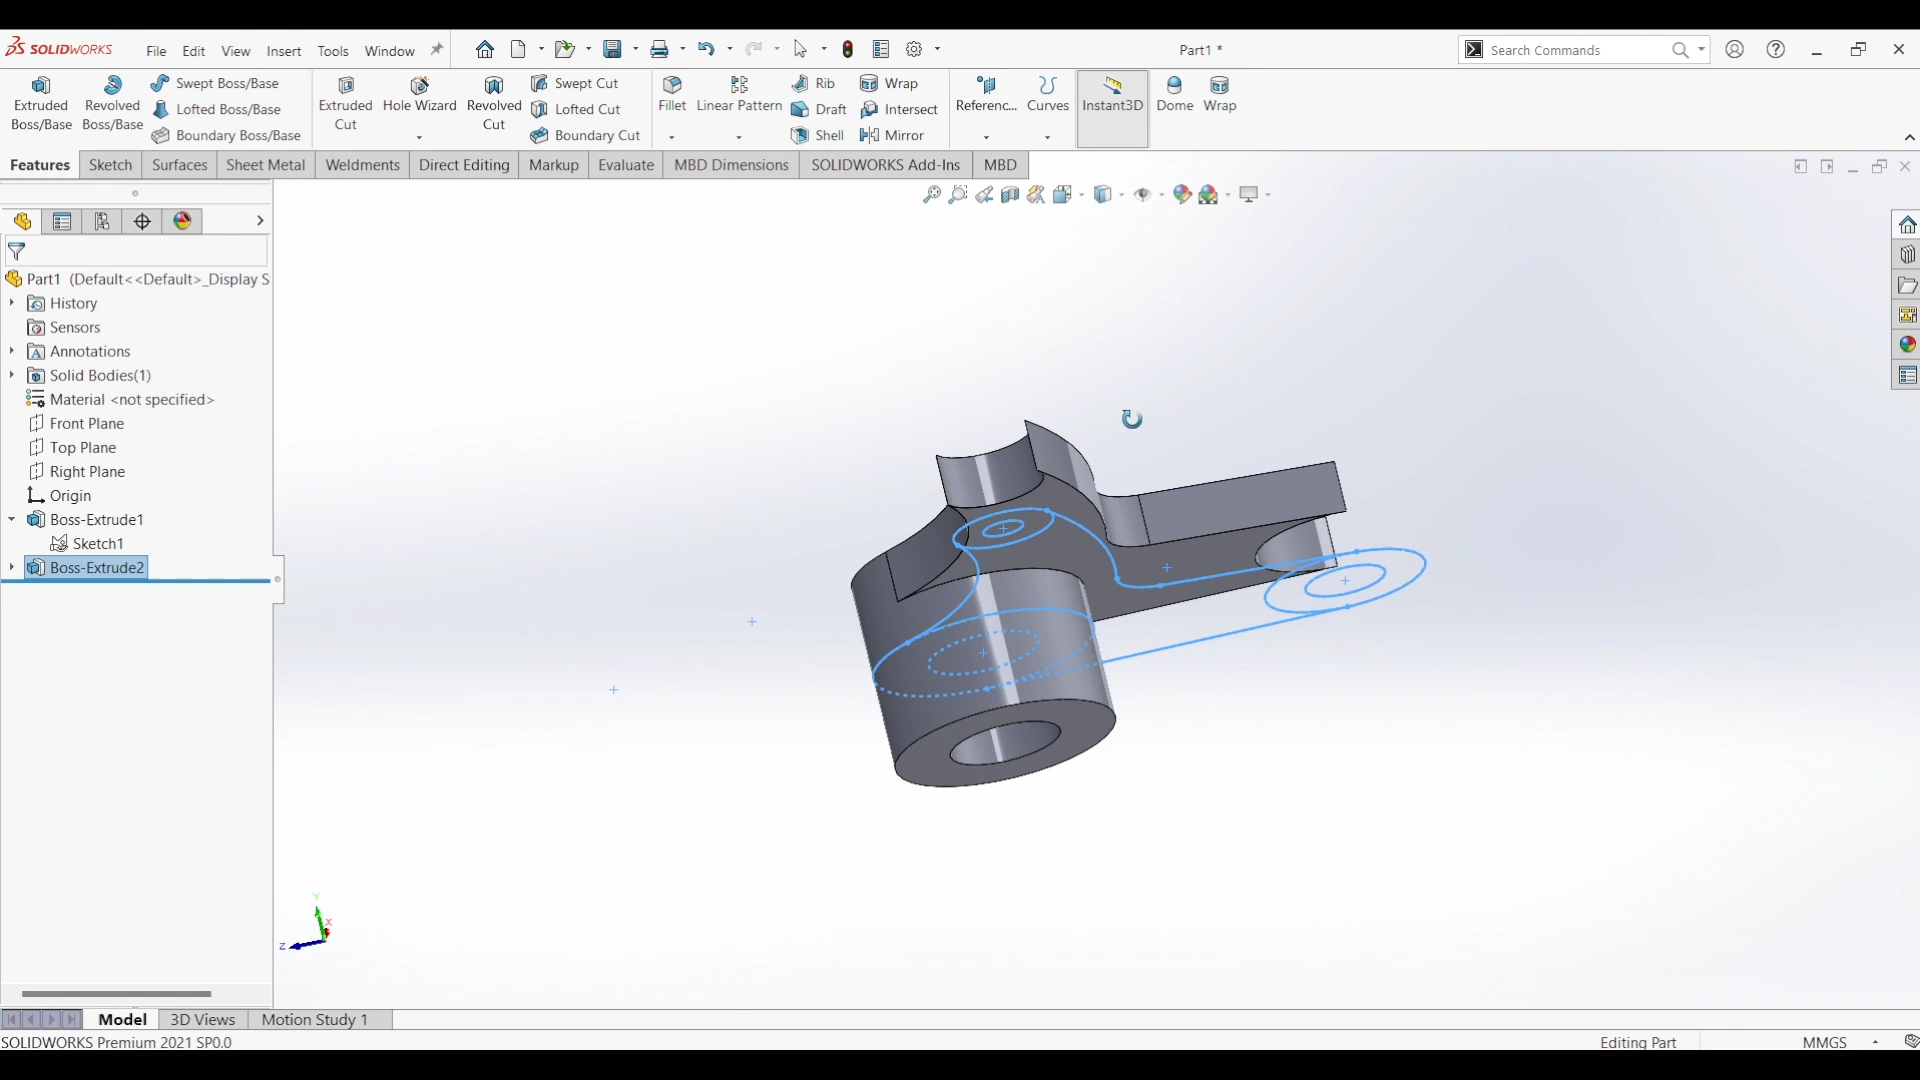 SOLIDWORKS File Edit View Insert Tools Window Part1 * Search Commands
Extruded Boss/Base
Revolved Boss/Base
Swept Boss/Base
Lofted Boss/Base
Boundary Boss/Base
Extruded Cut
Hole Wizard
Revolved Cut
Swept Cut
Lofted Cut
Boundary Cut
Fillet
Linear Pattern
Rib
Draft
Shell
Wrap
Intersect
Mirror
Referenc...
Curves
Instant3D
Dome
Wrap
Features Sketch Surfaces Sheet Metal Weldments Direct Editing Markup Evaluate MBD Dimensions SOLIDWORKS Add-Ins MBD
Part1 (Default<<Default>_Display S
History
Sensors
Annotations
Solid Bodies(1)
Material <not specified>
Front Plane
Top Plane
Right Plane
Origin
Boss-Extrude1
Sketch1
Boss-Extrude2
Y
X
Z
Model 3D Views Motion Study 1
SOLIDWORKS Premium 2021 SP0.0 Editing Part MMGS